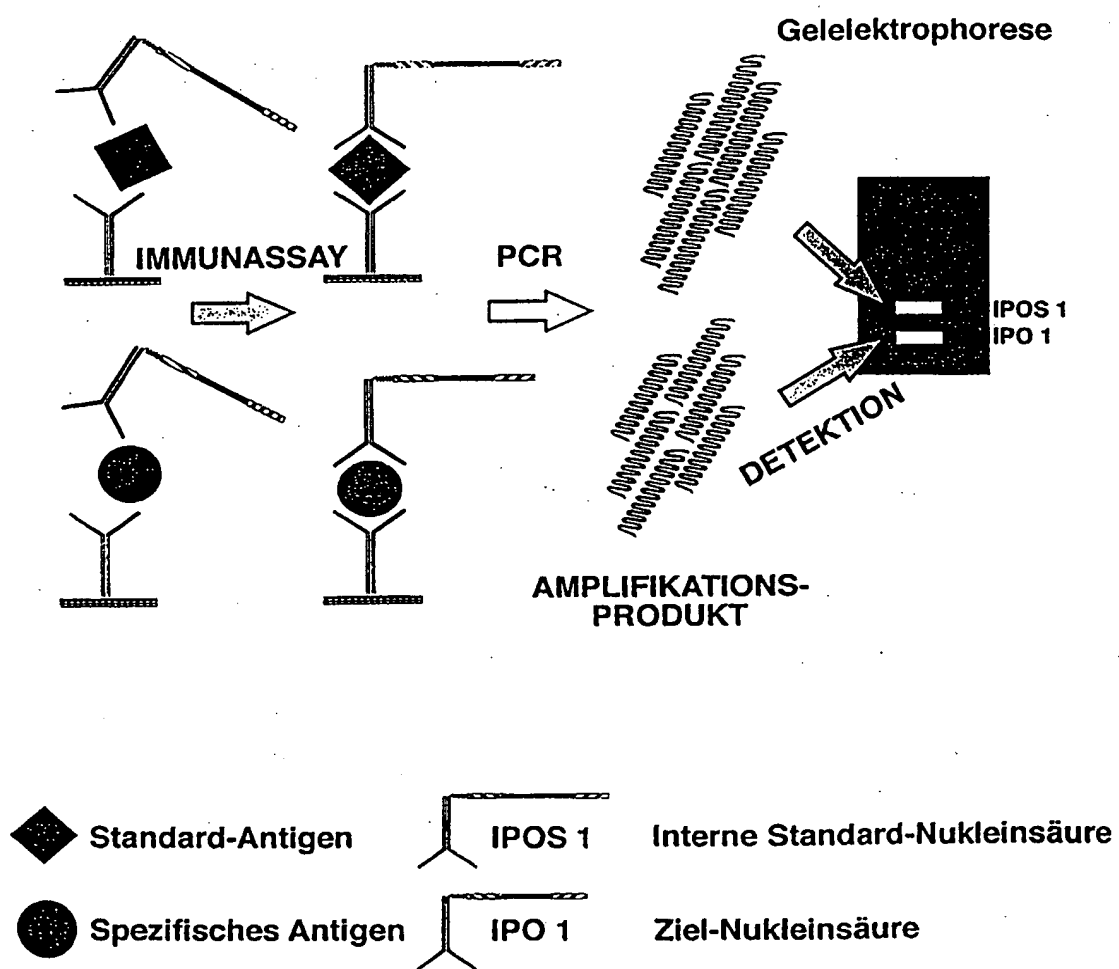 Gelelektrophorese
IMMUNASSAY
PCR
IPOS 1
IPO 1
DETEKTION
AMPLIFIKATIONS-
PRODUKT
Standard-Antigen
IPOS 1
Interne Standard-Nukleinsäure
Spezifisches Antigen
IPO 1
Ziel-Nukleinsäure